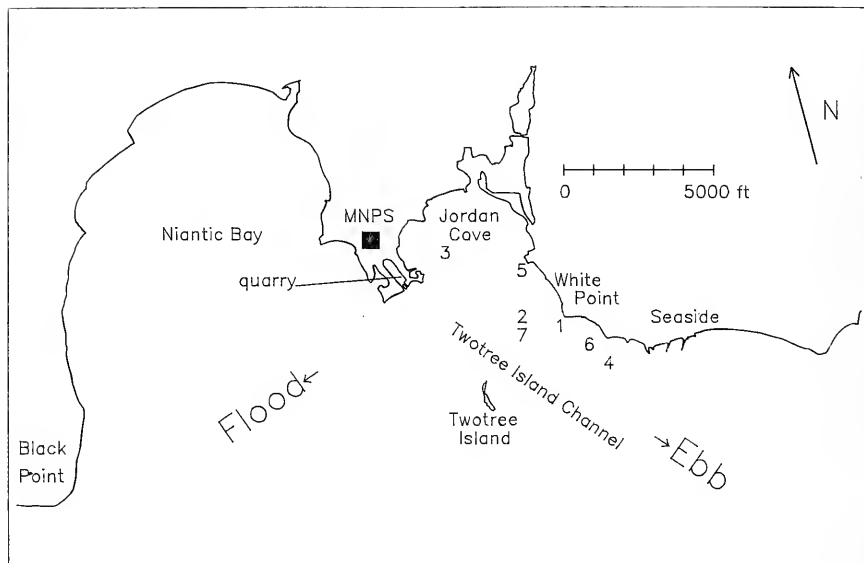 N
0 5000 ft
MNPS
Jordan
Cove
Niantic Bay
3
quarry
5
White
Point
2
7
1
6
4
Seaside
Twotree Island Channel
Flood
Twotree
Island
Ebb
Black
Point